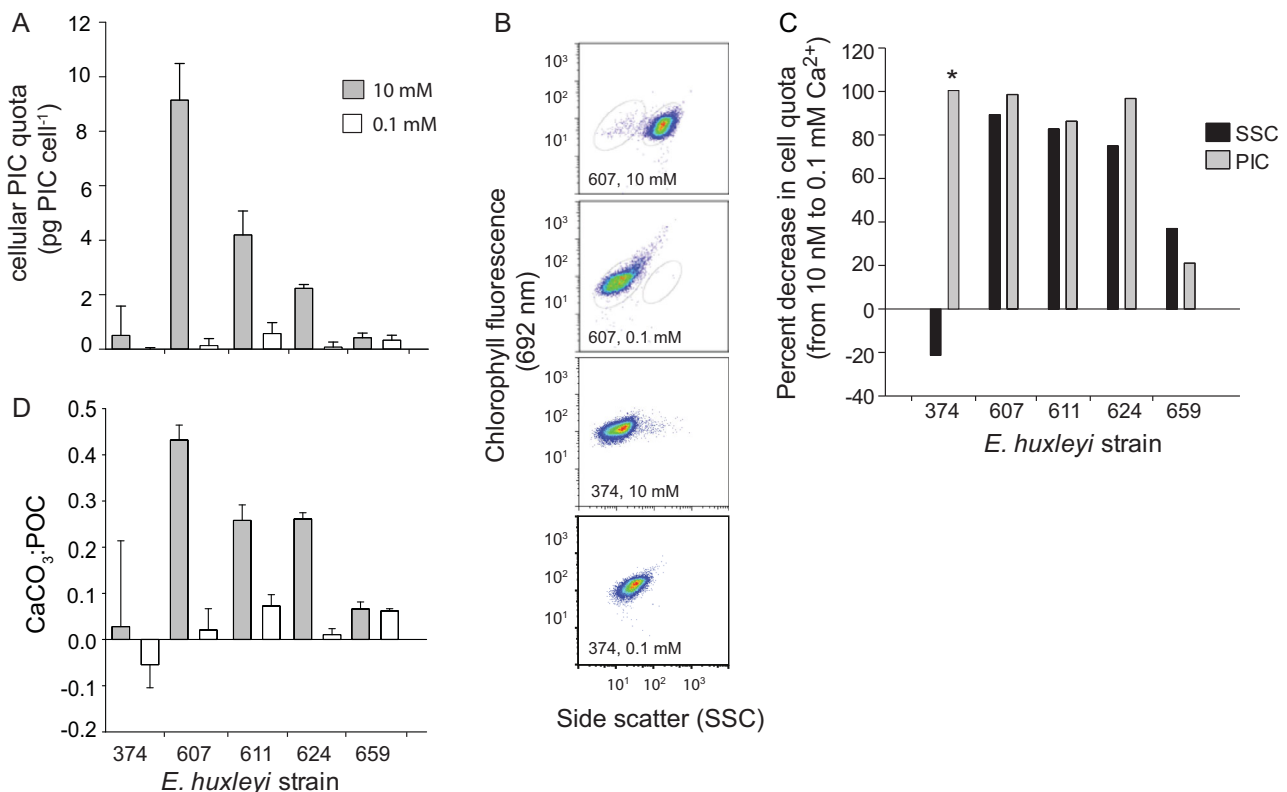 A
12
10
8
6
4
2
0
cellular PIC quota
(pg PIC cell-1)
10 mM
0.1 mM
B
10³
10²
10¹
607, 10 mM
10³
10²
10¹
607, 0.1 mM
10³
10²
10¹
374, 10 mM
10³
10²
10¹
374, 0.1 mM
10¹ 10² 10³
Chlorophyll fluorescence
(692 nm)
Side scatter (SSC)
C
120
100
80
60
40
20
0
-20
-40
Percent decrease in cell quota
(from 10 nM to 0.1 mM Ca²⁺)
*
SSC
PIC
374 607 611 624 659
E. huxleyi strain
D
0.5
0.4
0.3
0.2
0.1
0.0
-0.1
-0.2
CaCO₃:POC
374 607 611 624 659
E. huxleyi strain